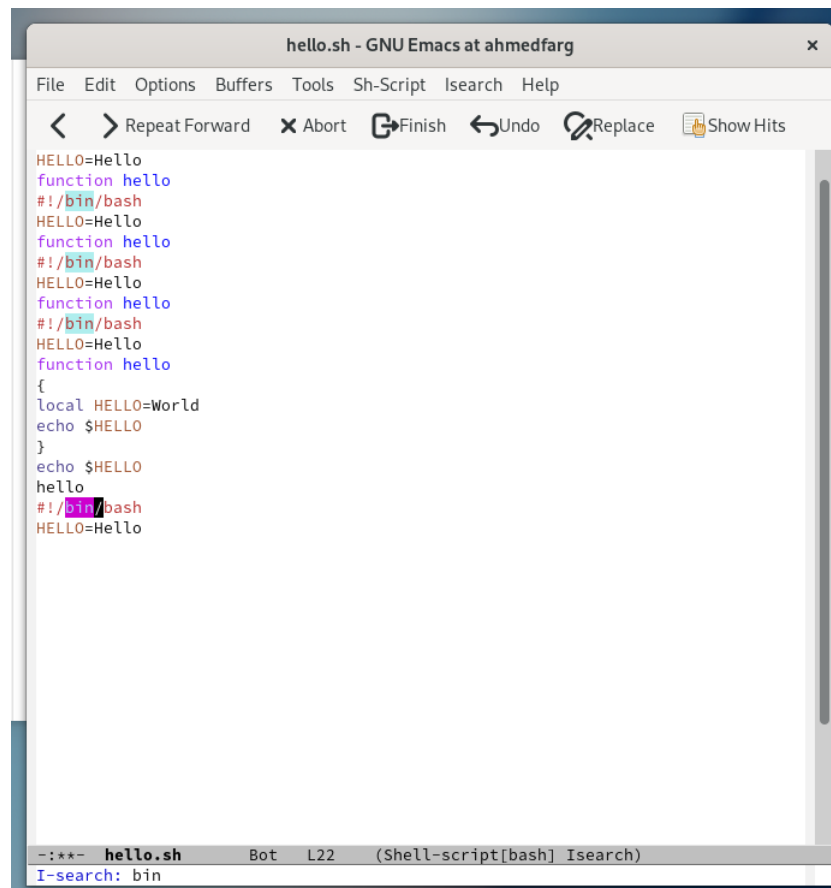 hello.sh - GNU Emacs at ahmedfarg ×
File Edit Options Buffers Tools Sh-Script Isearch Help
Repeat Forward Abort Finish Undo Replace Show Hits
HELLO=Hello
function hello
#!/bin/bash
HELLO=Hello
function hello
#!/bin/bash
HELLO=Hello
function hello
#!/bin/bash
HELLO=Hello
function hello
{
local HELLO=World
echo $HELLO
}
echo $HELLO
hello
#!/bin/bash
HELLO=Hello
-:**- hello.sh Bot L22 (Shell-script[bash] Isearch)
I-search: bin